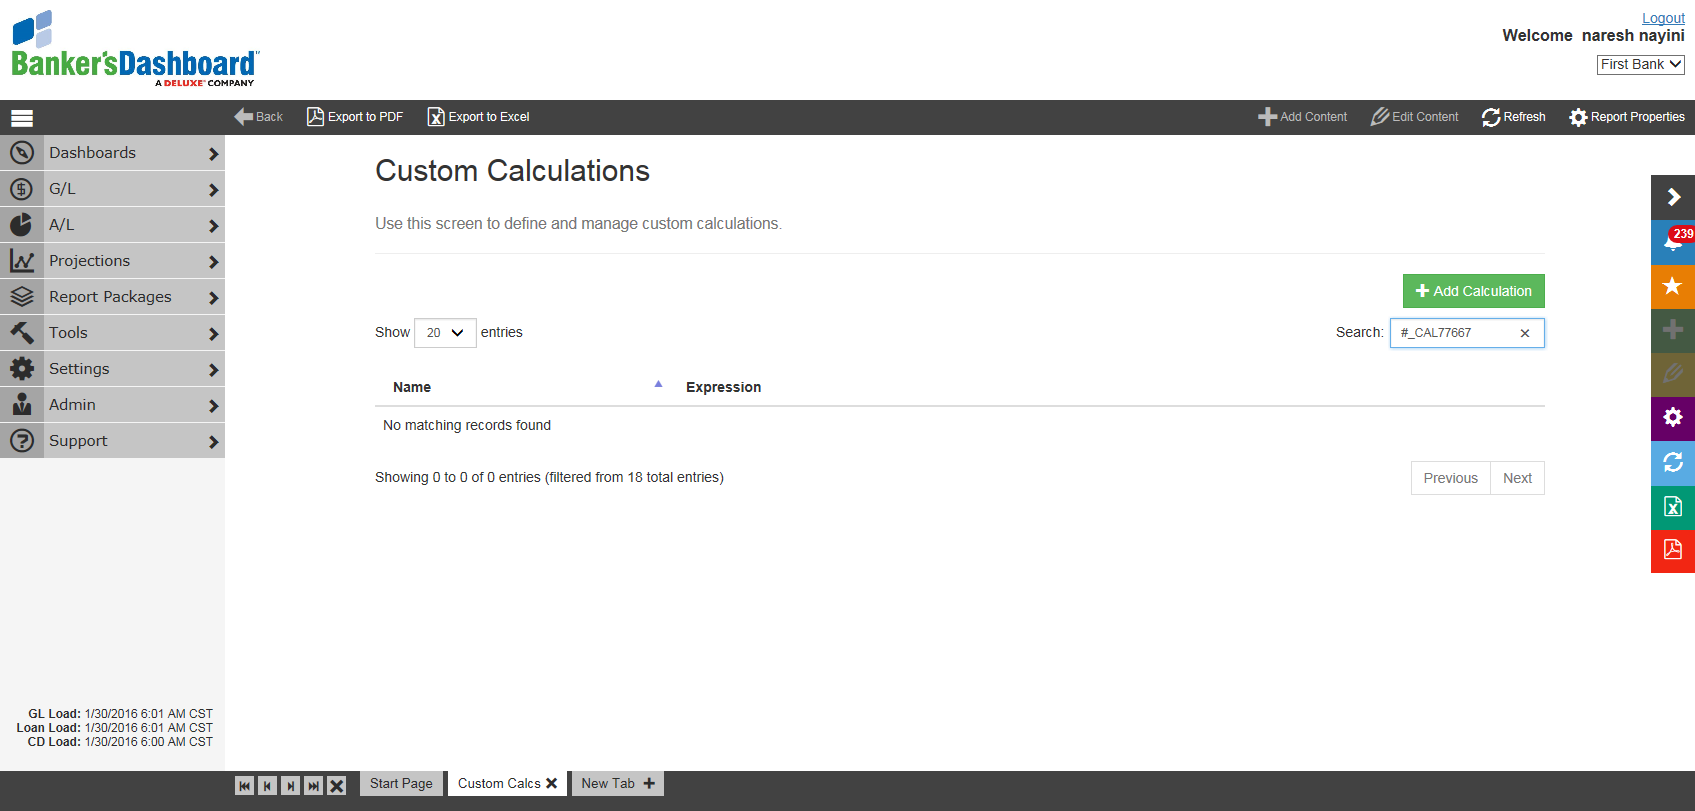 Logout
Welcome naresh nayini
First Bank
Banker'sDashboard
A DELUXE COMPANY
Back
Export to PDF
Export to Excel
Add Content
Edit Content
Refresh
Report Properties
Dashboards
G/L
A/L
Projections
Report Packages
Tools
Settings
Admin
Support
Custom Calculations
Use this screen to define and manage custom calculations.
Add Calculation
Show 20 entries
Search: #_CAL77667
Name Expression
No matching records found
Showing 0 to 0 of 0 entries (filtered from 18 total entries)
Previous Next
239
GL Load: 1/30/2016 6:01 AM CST
Loan Load: 1/30/2016 6:01 AM CST
CD Load: 1/30/2016 6:00 AM CST
Start Page
Custom Calcs
New Tab